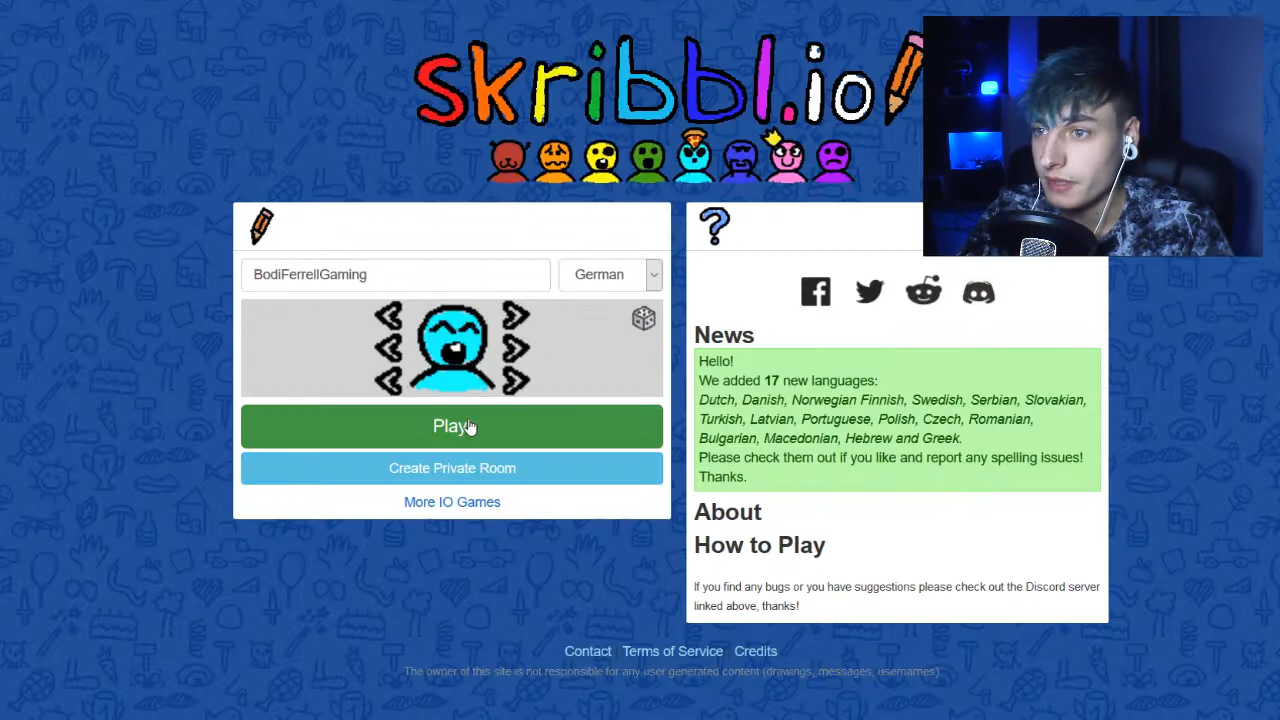 skribbl.io
BodiFerrellGaming
German
Play
Create Private Room
More IO Games
News
Hello!
We added 17 new languages:
Dutch, Danish, Norwegian Finnish, Swedish, Serbian, Slovakian,
Turkish, Latvian, Portuguese, Polish, Czech, Romanian,
Bulgarian, Macedonian, Hebrew and Greek.
Please check them out if you like and report any spelling issues!
Thanks.
About
How to Play
If you find any bugs or you have suggestions please check out the Discord server
linked above, thanks!
Contact Terms of Service Credits
The owner of this site is not responsible for any user generated content (drawings, messages, usernames)